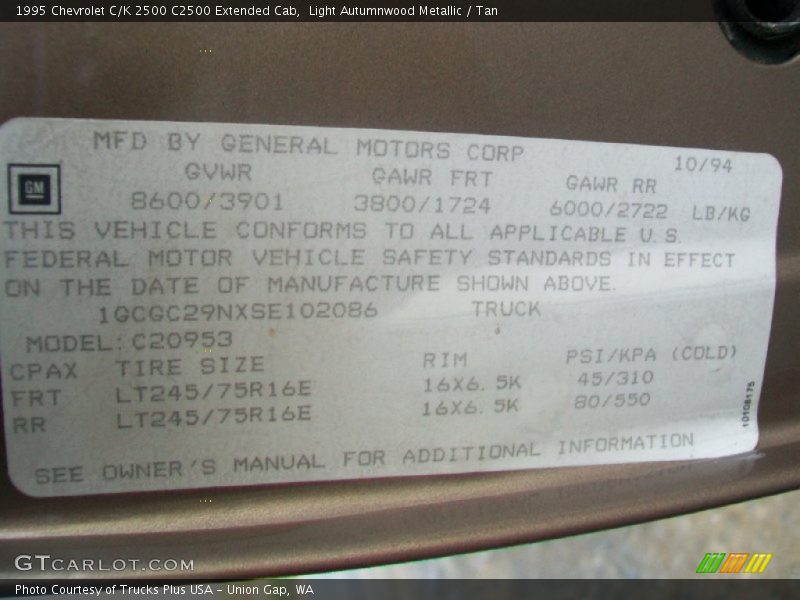 1995 Chevrolet C/K 2500 C2500 Extended Cab,  Light Autumnwood Metallic / Tan
MFD BY GENERAL MOTORS CORP 10/94
GVWR GAWR FRT GAWR RR
GM
8600/3901 3800/1724 6000/2722 LB/KG
THIS VEHICLE CONFORMS TO ALL APPLICABLE U.S.
FEDERAL MOTOR VEHICLE SAFETY STANDARDS IN EFFECT
ON THE DATE OF MANUFACTURE SHOWN ABOVE.
1GCGC29NXSE102086 TRUCK
MODEL: C20953
CPAX TIRE SIZE RIM PSI/KPA (COLD)
FRT LT245/75R16E 16X6.5K 45/310
RR LT245/75R16E 16X6.5K 80/550
10108175
SEE OWNER'S MANUAL FOR ADDITIONAL INFORMATION
GTCARLOT.COM
Photo Courtesy of Trucks Plus USA - Union Gap, WA